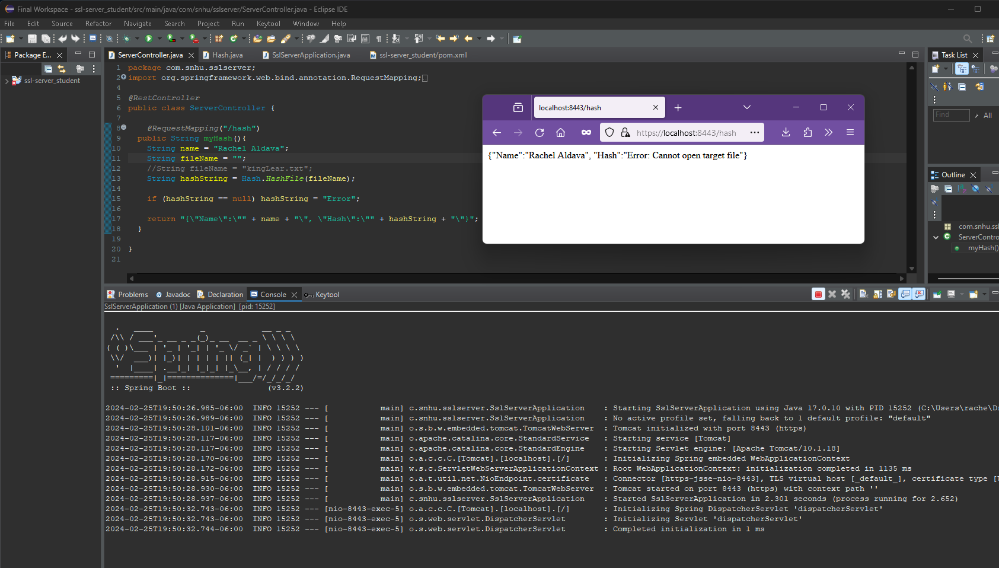 Final Workspace - ssl-server_student/src/main/java/com/snhu/sslserver/ServerController.java - Eclipse IDE
File Edit Source Refactor Navigate Search Project Run Keytool Window Help
Package E...
ssl-server_student
ServerController.java Hash.java SslServerApplication.java ssl-server_student/pom.xml
1 package com.snhu.sslserver;
2 import org.springframework.web.bind.annotation.RequestMapping;
4
5 @RestController
6 public class ServerController {
7
8 @RequestMapping("/hash")
9 public String myHash(){
10 String name = "Rachel Aldava";
11 String fileName = "";
12 //String fileName = "kingLear.txt";
13 String hashString = Hash.HashFile(fileName);
14
15 if (hashString == null) hashString = "Error";
16
17 return "{\"Name\":\"" + name + "\", \"Hash\":\"" + hashString + "\"}";
18 }
19
20 }
21
localhost:8443/hash
https://localhost:8443/hash
{"Name":"Rachel Aldava", "Hash":"Error: Cannot open target file"}
Task List
Find All
Outline
com.snhu.ssl
ServerContro
myHash()
Problems Javadoc Declaration Console Keytool
SslServerApplication (1) [Java Application] [pid: 15252]
  .   ____          _            __ _ _
 /\\ / ___'_ __ _ _(_)_ __  __ _ \ \ \ \
( ( )\___ | '_ | '_| | '_ \/ _` | \ \ \ \
 \\/  ___)| |_)| | | | | || (_| |  ) ) ) )
  '  |____| .__|_| |_|_| |_\__, | / / / /
 =========|_|==============|___/=/_/_/_/
:: Spring Boot :: (v3.2.2)
2024-02-25T19:50:26.985-06:00 INFO 15252 --- [ main] c.snhu.sslserver.SslServerApplication : Starting SslServerApplication using Java 17.0.10 with PID 15252 (C:\Users\rache\D
2024-02-25T19:50:26.989-06:00 INFO 15252 --- [ main] c.snhu.sslserver.SslServerApplication : No active profile set, falling back to 1 default profile: "default"
2024-02-25T19:50:28.101-06:00 INFO 15252 --- [ main] o.s.b.w.embedded.tomcat.TomcatWebServer : Tomcat initialized with port 8443 (https)
2024-02-25T19:50:28.117-06:00 INFO 15252 --- [ main] o.apache.catalina.core.StandardService : Starting service [Tomcat]
2024-02-25T19:50:28.117-06:00 INFO 15252 --- [ main] o.apache.catalina.core.StandardEngine : Starting Servlet engine: [Apache Tomcat/10.1.18]
2024-02-25T19:50:28.170-06:00 INFO 15252 --- [ main] o.a.c.c.C.[Tomcat].[localhost].[/] : Initializing Spring embedded WebApplicationContext
2024-02-25T19:50:28.172-06:00 INFO 15252 --- [ main] w.s.c.ServletWebServerApplicationContext : Root WebApplicationContext: initialization completed in 1135 ms
2024-02-25T19:50:28.915-06:00 INFO 15252 --- [ main] o.a.t.util.net.NioEndpoint.certificate : Connector [https-jsse-nio-8443], TLS virtual host [_default_], certificate type [U
2024-02-25T19:50:28.930-06:00 INFO 15252 --- [ main] o.s.b.w.embedded.tomcat.TomcatWebServer : Tomcat started on port 8443 (https) with context path ''
2024-02-25T19:50:28.937-06:00 INFO 15252 --- [ main] c.snhu.sslserver.SslServerApplication : Started SslServerApplication in 2.301 seconds (process running for 2.652)
2024-02-25T19:50:32.743-06:00 INFO 15252 --- [nio-8443-exec-5] o.a.c.c.C.[Tomcat].[localhost].[/] : Initializing Spring DispatcherServlet 'dispatcherServlet'
2024-02-25T19:50:32.743-06:00 INFO 15252 --- [nio-8443-exec-5] o.s.web.servlet.DispatcherServlet : Initializing Servlet 'dispatcherServlet'
2024-02-25T19:50:32.744-06:00 INFO 15252 --- [nio-8443-exec-5] o.s.web.servlet.DispatcherServlet : Completed initialization in 1 ms